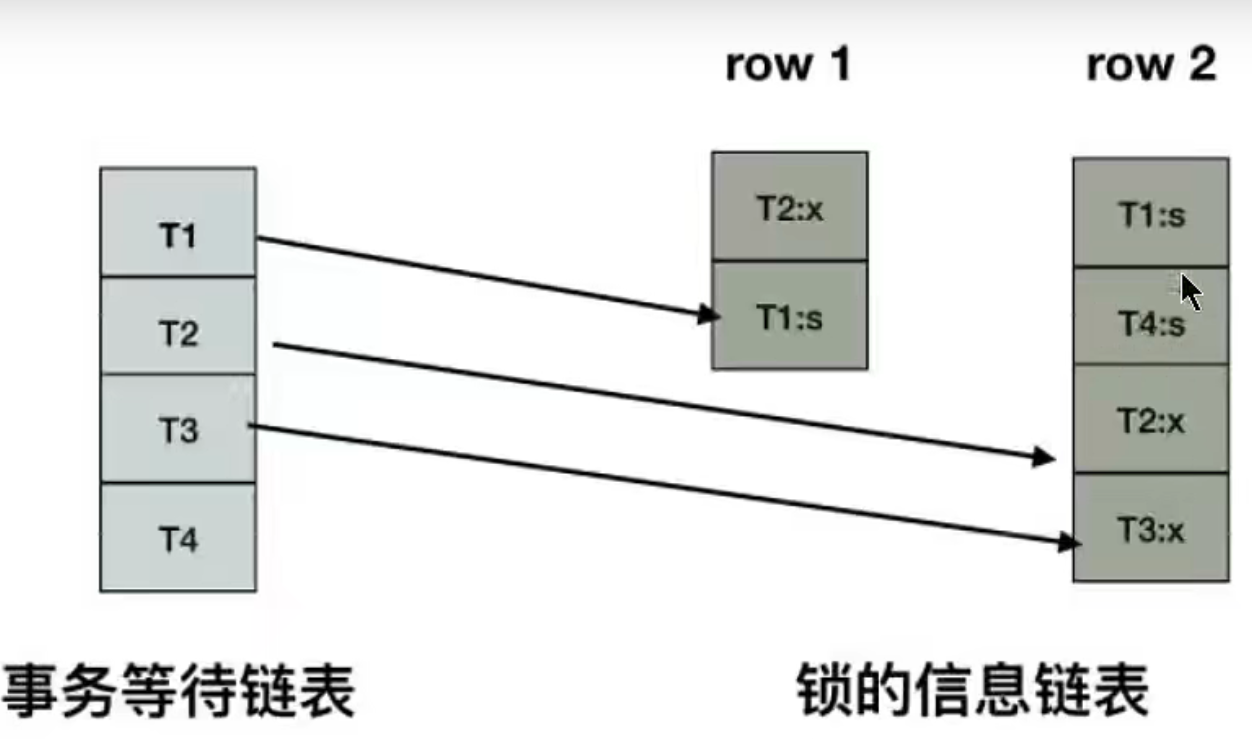 row 1
row 2
T1
T2
T3
T4
T2:x
T1:s
T1:s
T4:s
T2:x
T3:x
事务等待链表
锁的信息链表